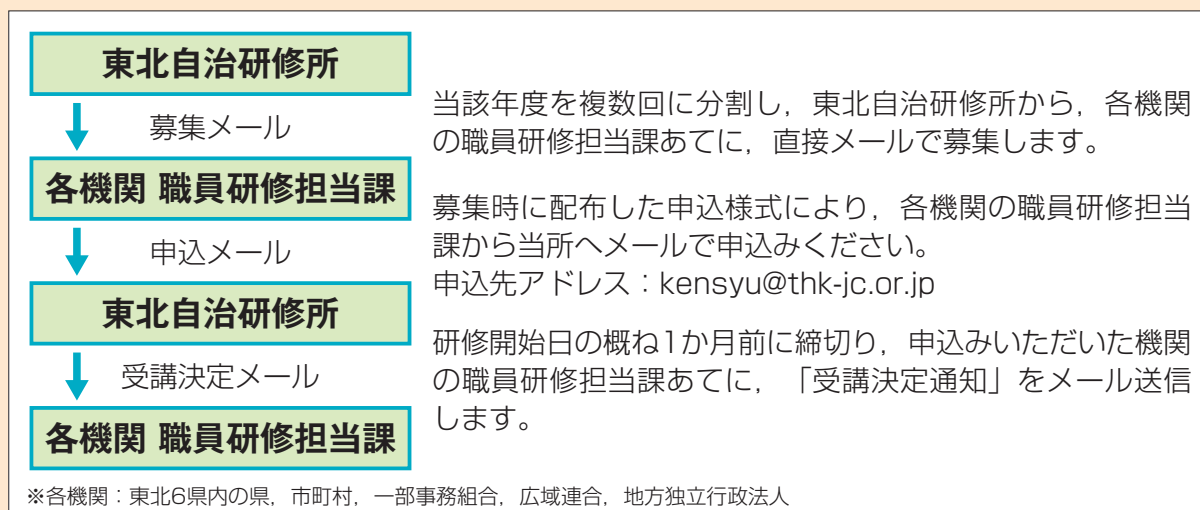 東北自治研修所
募集メール
各機関 職員研修担当課
申込メール
東北自治研修所
受講決定メール
各機関 職員研修担当課
当該年度を複数回に分割し，東北自治研修所から，各機関
の職員研修担当課あてに，直接メールで募集します。
募集時に配布した申込様式により，各機関の職員研修担当
課から当所へメールで申込みください。
申込先アドレス：kensyu@thk-jc.or.jp
研修開始日の概ね1か月前に締切り，申込みいただいた機関
の職員研修担当課あてに，「受講決定通知」をメール送信
します。
※各機関：東北6県内の県，市町村，一部事務組合，広域連合，地方独立行政法人